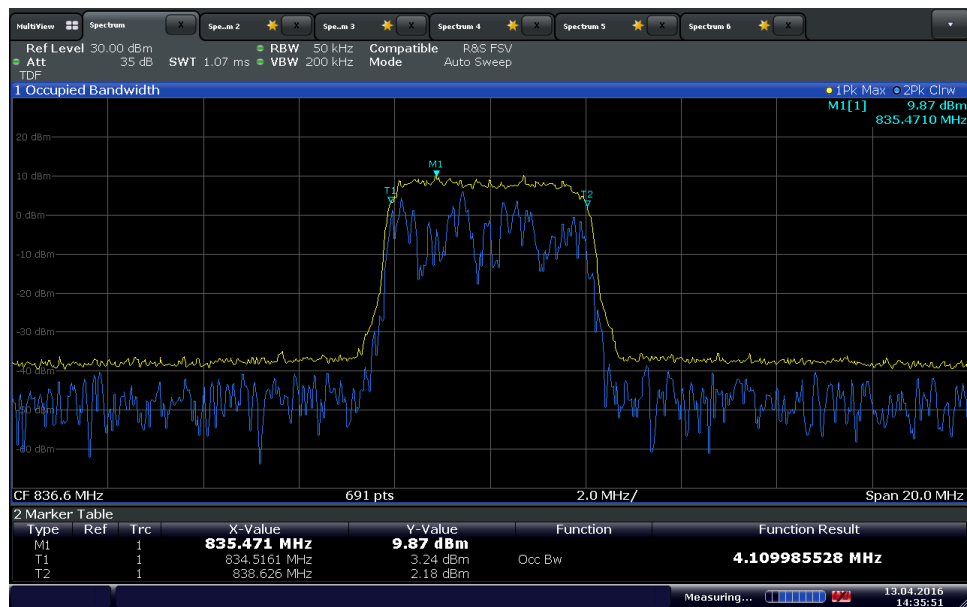 MultiView Spectrum X Spe...m 2 X Spe...m 3 X Spectrum 4 X Spectrum 5 X Spectrum 6 X
Ref Level 30.00 dBm RBW 50 kHz Compatible R&S FSV
Att 35 dB SWT 1.07 ms VBW 200 kHz Mode Auto Sweep
TDF
1 Occupied Bandwidth 1Pk Max 2Pk Clrw
M1[1] 9.87 dBm
835.4710 MHz
20 dBm
M1
10 dBm
T1
T2
0 dBm
-10 dBm
-20 dBm
-30 dBm
-40 dBm
-50 dBm
-60 dBm
CF 836.6 MHz 691 pts 2.0 MHz/ Span 20.0 MHz
2 Marker Table
Type Ref Trc X-Value Y-Value Function Function Result
M1 1 835.471 MHz 9.87 dBm
T1 1 834.5161 MHz 3.24 dBm Occ Bw 4.109985528 MHz
T2 1 838.626 MHz 2.18 dBm
Measuring... 13.04.2016
14:35:51